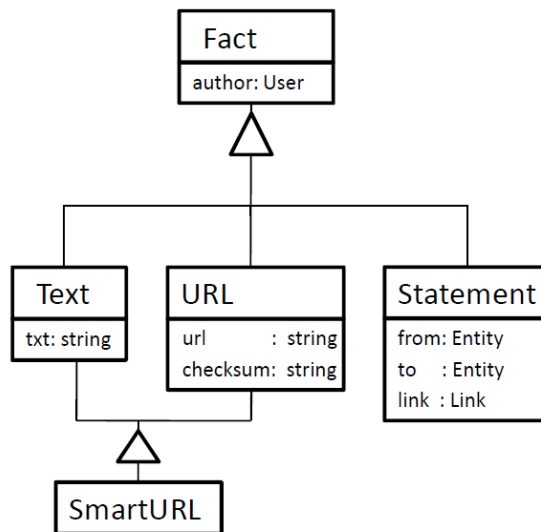 Fact
author: User
Text
txt: string
URL
url : string
checksum: string
Statement
from: Entity
to : Entity
link : Link
SmartURL